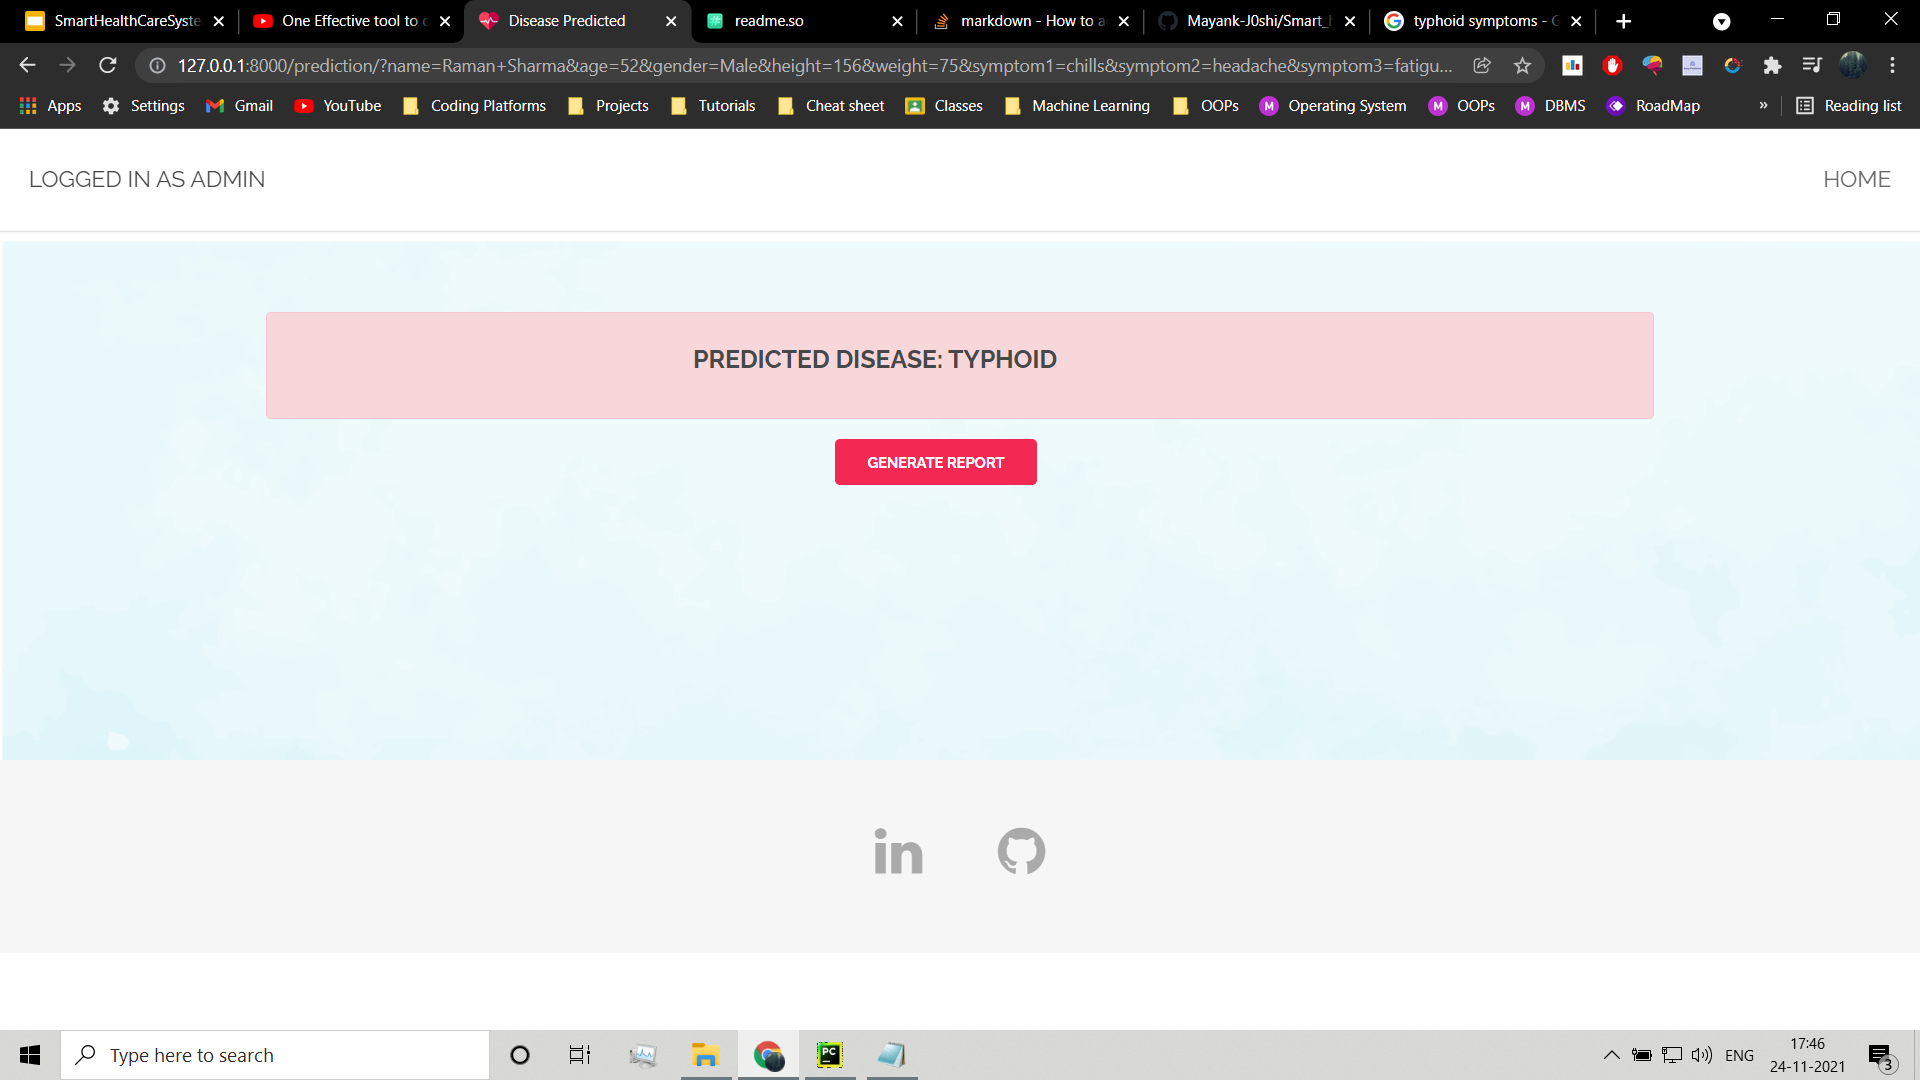 SmartHealthCareSyste
One Effective tool to
Disease Predicted
readme.so
markdown - How to a
Mayank-J0shi/Smart_
typhoid symptoms - G
127.0.0.1:8000/prediction/?name=Raman+Sharma&age=52&gender=Male&height=156&weight=75&symptom1=chills&symptom2=headache&symptom3=fatigu...
Apps Settings Gmail YouTube Coding Platforms Projects Tutorials Cheat sheet Classes Machine Learning OOPs M Operating System M OOPs M DBMS RoadMap » Reading list
LOGGED IN AS ADMIN
HOME
PREDICTED DISEASE: TYPHOID
GENERATE REPORT
in
Type here to search
PC
ENG
17:46
24-11-2021
3